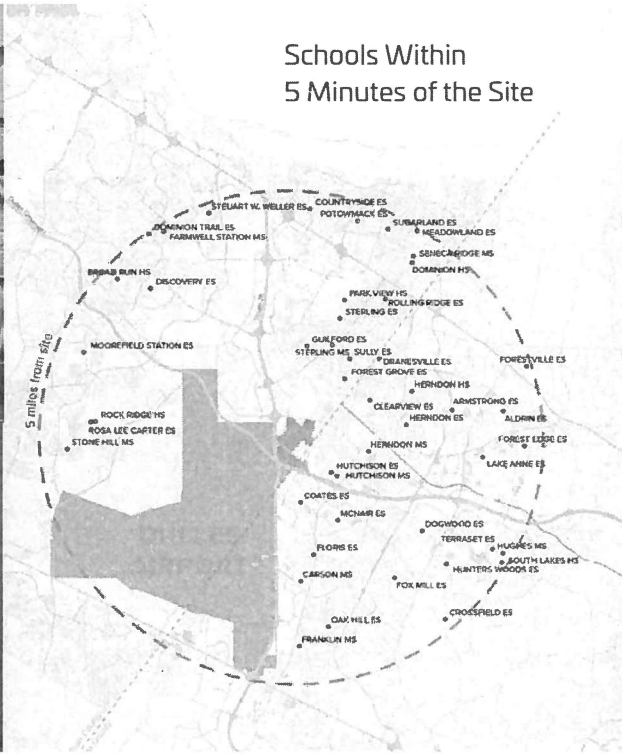 Schools Within
5 Minutes of the Site
STEUART W. WELLER ES
COUNTRYSIDE ES
POTOWMACK ES
SUGARLAND ES
MEADOWLAND ES
DOMINION TRAIL ES
FARMWELL STATION MS
SENECA RIDGE MS
DOMINION HS
BROAD RUN HS
DISCOVERY ES
PARK VIEW HS
ROLLING RIDGE ES
STERLING ES
5 miles from site
MOOREFIELD STATION ES
GUILFORD ES
STERLING MS
SULLY ES
DRANESVILLE ES
FORESTVILLE ES
FOREST GROVE ES
HERNDON HS
CLEARVIEW ES
ARMSTRONG ES
ALDRIN ES
HERNDON ES
ROCK RIDGE HS
ROSA LEE CARTER ES
STONE HILL MS
HERNDON MS
FOREST EDGE ES
LAKE ANNE ES
HUTCHISON ES
HUTCHISON MS
COATES ES
MCNAIR ES
DOGWOOD ES
TERRASET ES
HUGHES MS
SOUTH LAKES HS
HUNTERS WOODS ES
FLORIS ES
CARSON MS
FOX MILL ES
CROSSFIELD ES
OAK HILL ES
FRANKLIN MS